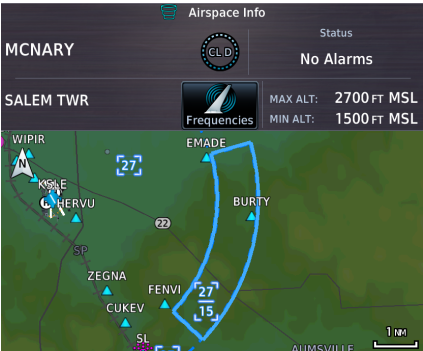 Airspace Info
MCNARY
CLD
Status
No Alarms
SALEM TWR
Frequencies
MAX ALT: 2700 FT MSL
MIN ALT: 1500 FT MSL
WIPIR
EMADE
27
N
KSLE
HERVU
BURTY
22
SP
ZEGNA
FENVI
27
15
CUKEV
SL
1 NM
AUMSVILLE